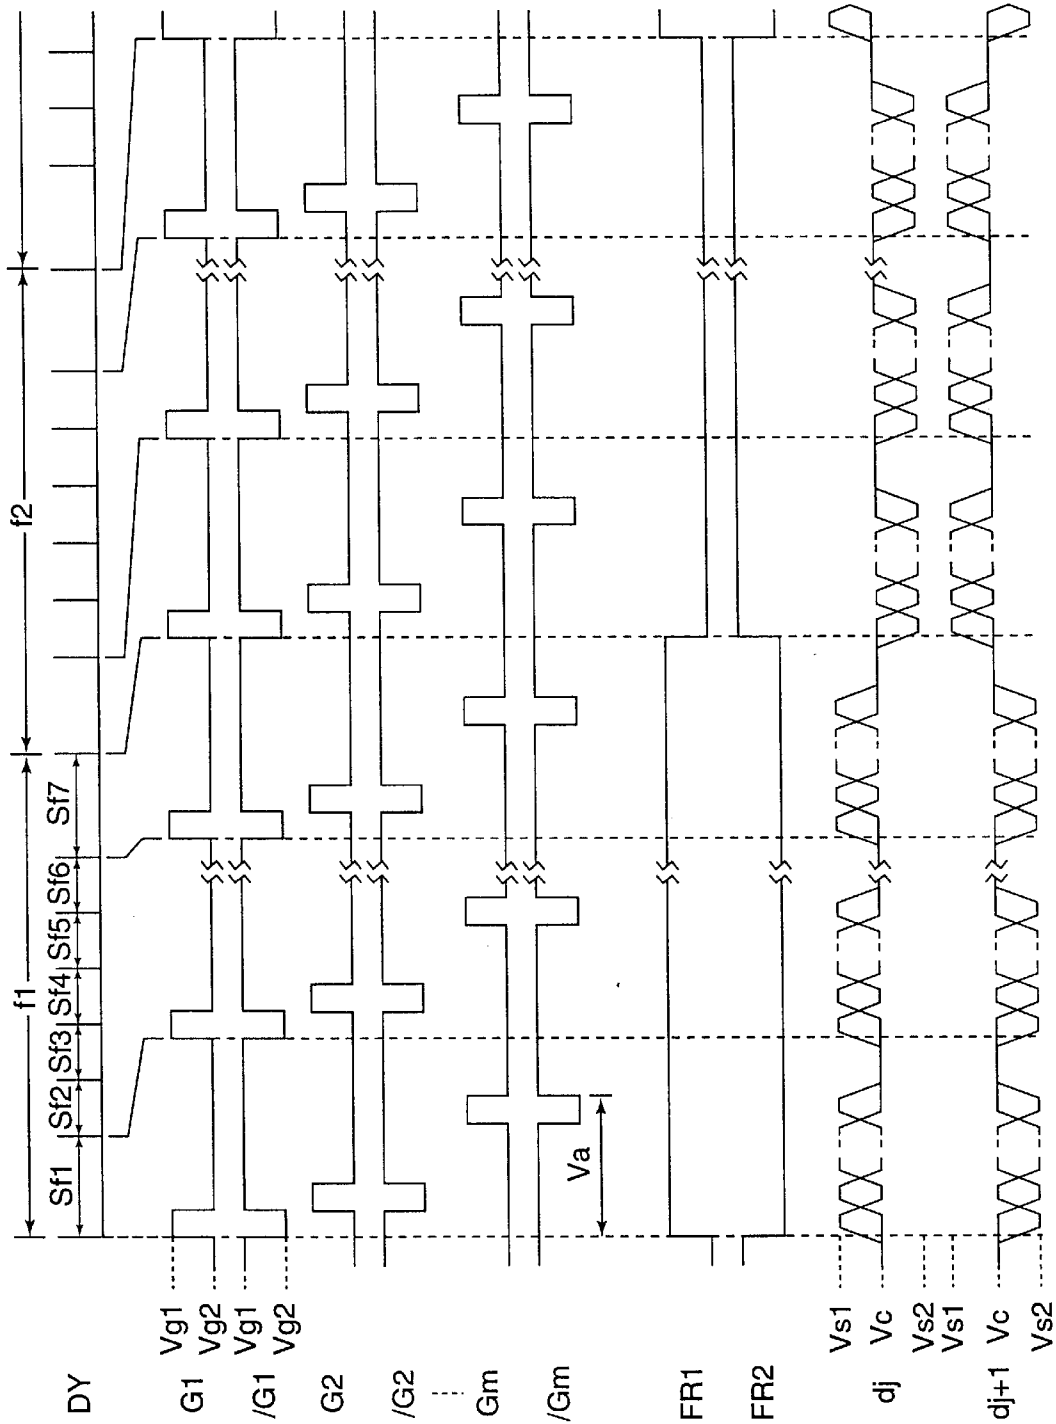 f1
f2
Sf1 Sf2 Sf3 Sf4 Sf5 Sf6 Sf7
DY
G1
Vg1
Vg2
/G1
Vg1
Vg2
G2
/G2
Gm
/Gm
Va
FR1
FR2
dj
Vs1
Vc
Vs2
dj+1
Vs1
Vc
Vs2